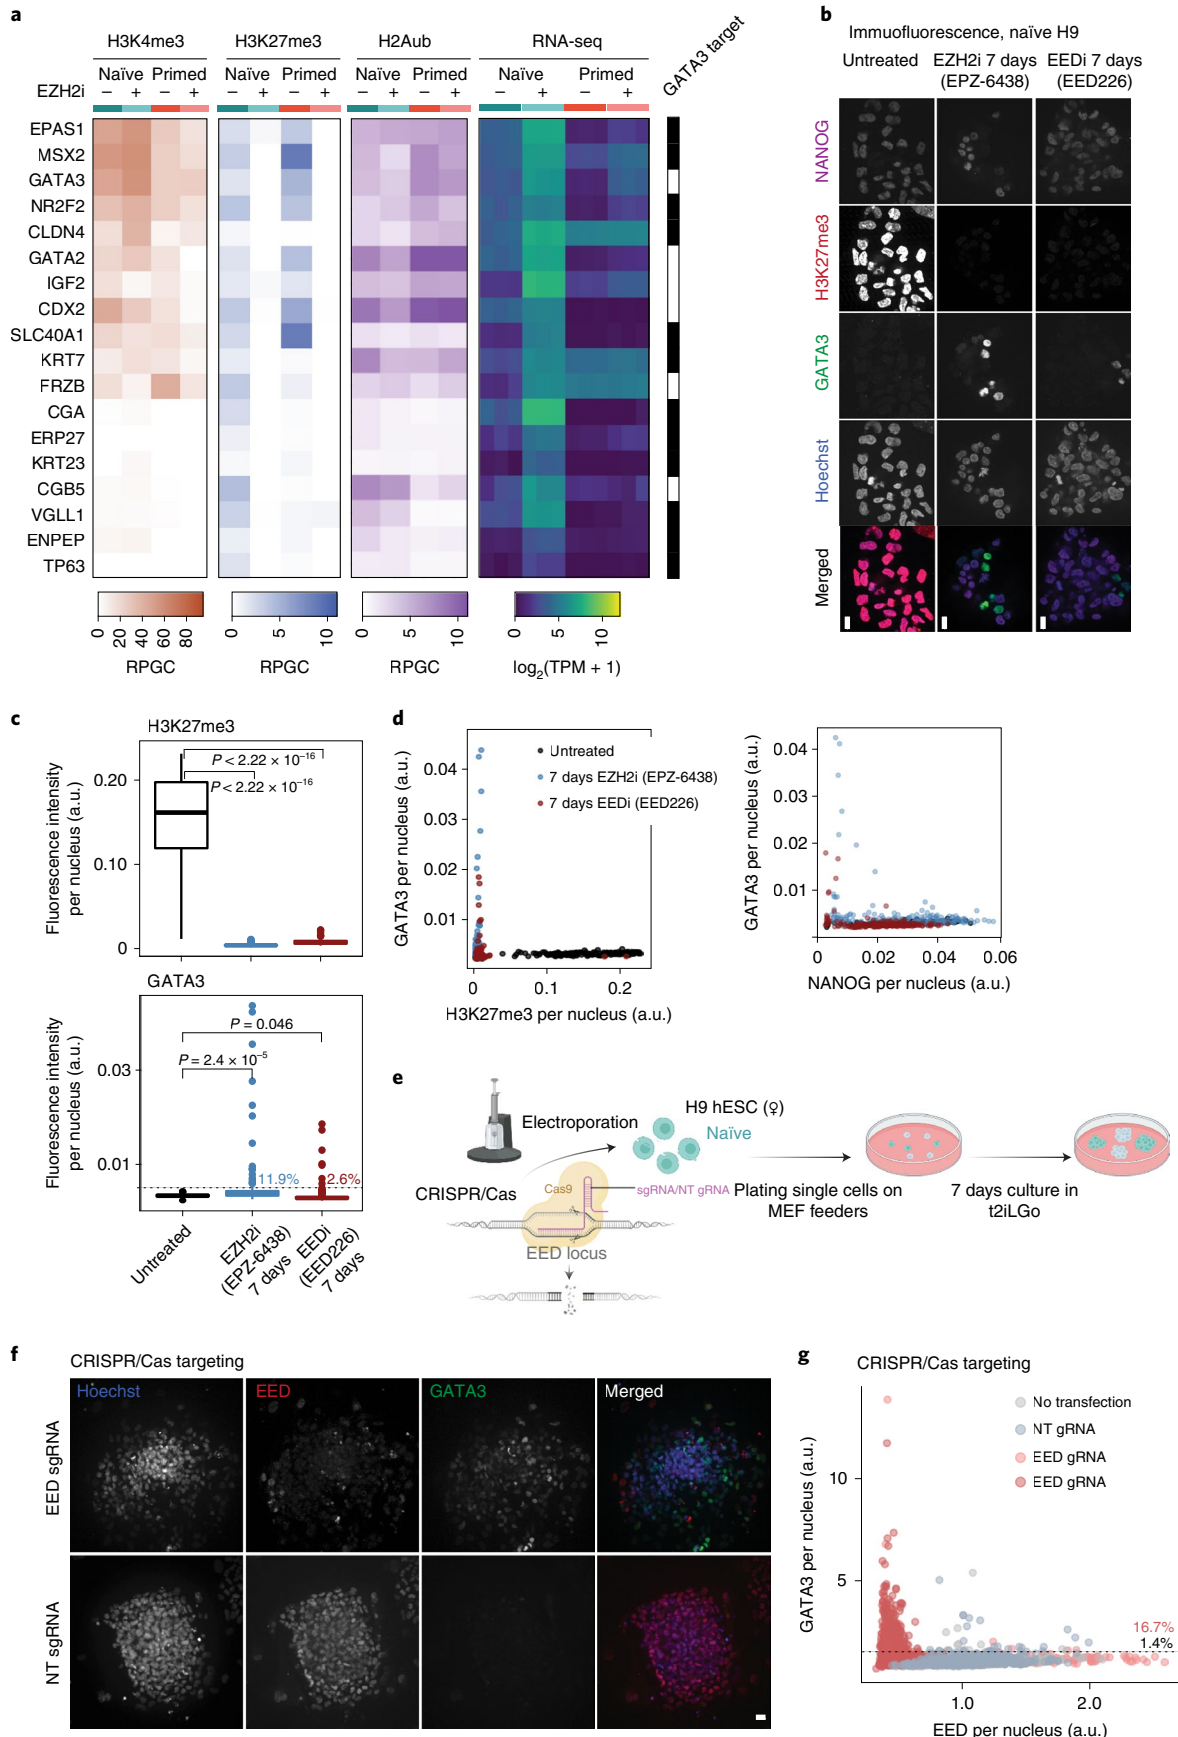 a
H3K4me3 H3K27me3 H2Aub RNA-seq GATA3 target
Naïve Primed Naïve Primed Naïve Primed Naïve Primed
EZH2i − + − + − + − + − + − + − + − +
EPAS1
MSX2
GATA3
NR2F2
CLDN4
GATA2
IGF2
CDX2
SLC40A1
KRT7
FRZB
CGA
ERP27
KRT23
CGB5
VGLL1
ENPEP
TP63
0 20 40 60 80 0 5 10 0 5 10 0 5 10
RPGC RPGC RPGC log2(TPM + 1)
b
Immuofluorescence, naïve H9
Untreated EZH2i 7 days EEDi 7 days
(EPZ-6438) (EED226)
NANOG
H3K27me3
GATA3
Hoechst
Merged
c
H3K27me3
Fluorescence intensity
per nucleus (a.u.)
0.20
0.10
0
P < 2.22 × 10−16
P < 2.22 × 10−16
GATA3
Fluorescence intensity
per nucleus (a.u.)
0.03
0.01
P = 0.046
P = 2.4 × 10−5
11.9%
2.6%
Untreated
EZH2i
(EPZ-6438)
7 days
EEDi
(EED226)
7 days
d
GATA3 per nucleus (a.u.)
0.04
0.03
0.02
0.01
Untreated
7 days EZH2i (EPZ-6438)
7 days EEDi (EED226)
0 0.1 0.2
H3K27me3 per nucleus (a.u.)
GATA3 per nucleus (a.u.)
0.04
0.03
0.02
0.01
0
0 0.02 0.04 0.06
NANOG per nucleus (a.u.)
e
Electroporation
H9 hESC (♀)
Naïve
CRISPR/Cas
Cas9
sgRNA/NT gRNA
EED locus
Plating single cells on
MEF feeders
7 days culture in
t2iLGo
f
CRISPR/Cas targeting
Hoechst EED GATA3 Merged
EED sgRNA
NT sgRNA
g
CRISPR/Cas targeting
GATA3 per nucleus (a.u.)
10
5
No transfection
NT gRNA
EED gRNA
EED gRNA
16.7%
1.4%
1.0 2.0
EED per nucleus (a.u.)